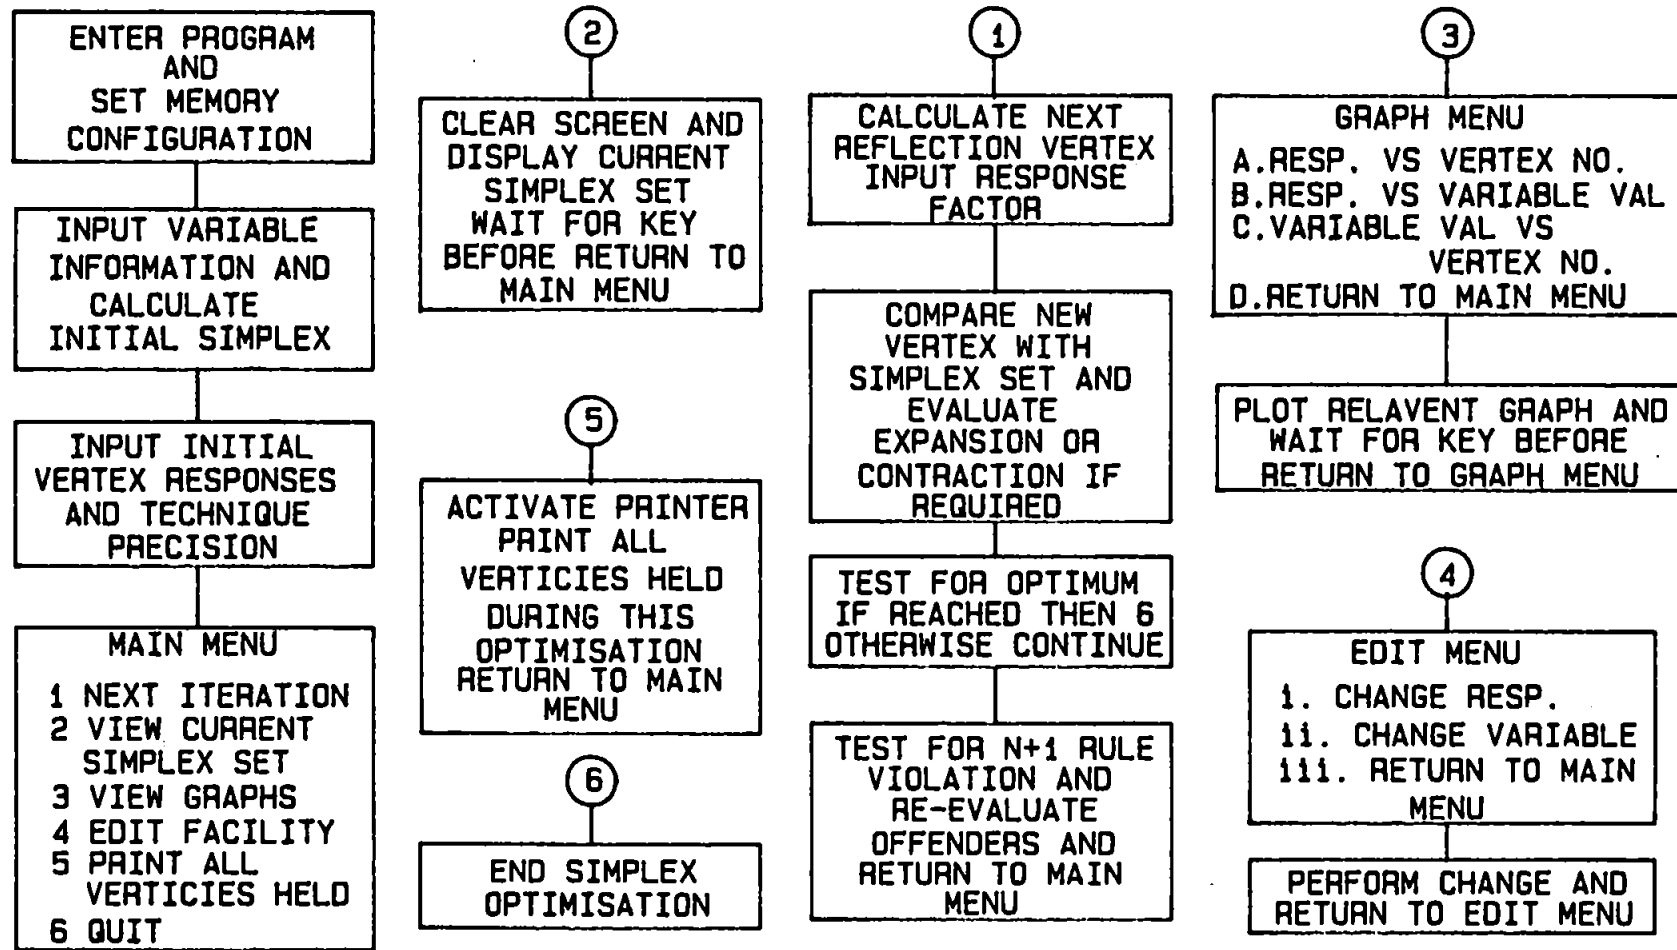 ENTER PROGRAM
AND
SET MEMORY
CONFIGURATION
INPUT VARIABLE
INFORMATION AND
CALCULATE
INITIAL SIMPLEX
INPUT INITIAL
VERTEX RESPONSES
AND TECHNIQUE
PRECISION
MAIN MENU
1 NEXT ITERATION
2 VIEW CURRENT
SIMPLEX SET
3 VIEW GRAPHS
4 EDIT FACILITY
5 PRINT ALL
VERTICIES HELD
6 QUIT
2
CLEAR SCREEN AND
DISPLAY CURRENT
SIMPLEX SET
WAIT FOR KEY
BEFORE RETURN TO
MAIN MENU
5
ACTIVATE PRINTER
PRINT ALL
VERTICIES HELD
DURING THIS
OPTIMISATION
RETURN TO MAIN
MENU
6
END SIMPLEX
OPTIMISATION
1
CALCULATE NEXT
REFLECTION VERTEX
INPUT RESPONSE
FACTOR
COMPARE NEW
VERTEX WITH
SIMPLEX SET AND
EVALUATE
EXPANSION OR
CONTRACTION IF
REQUIRED
TEST FOR OPTIMUM
IF REACHED THEN 6
OTHERWISE CONTINUE
TEST FOR N+1 RULE
VIOLATION AND
RE-EVALUATE
OFFENDERS AND
RETURN TO MAIN
MENU
3
GRAPH MENU
A.RESP. VS VERTEX NO.
B.RESP. VS VARIABLE VAL
C.VARIABLE VAL VS
VERTEX NO.
D.RETURN TO MAIN MENU
PLOT RELAVENT GRAPH AND
WAIT FOR KEY BEFORE
RETURN TO GRAPH MENU
4
EDIT MENU
i. CHANGE RESP.
ii. CHANGE VARIABLE
iii. RETURN TO MAIN
MENU
PERFORM CHANGE AND
RETURN TO EDIT MENU